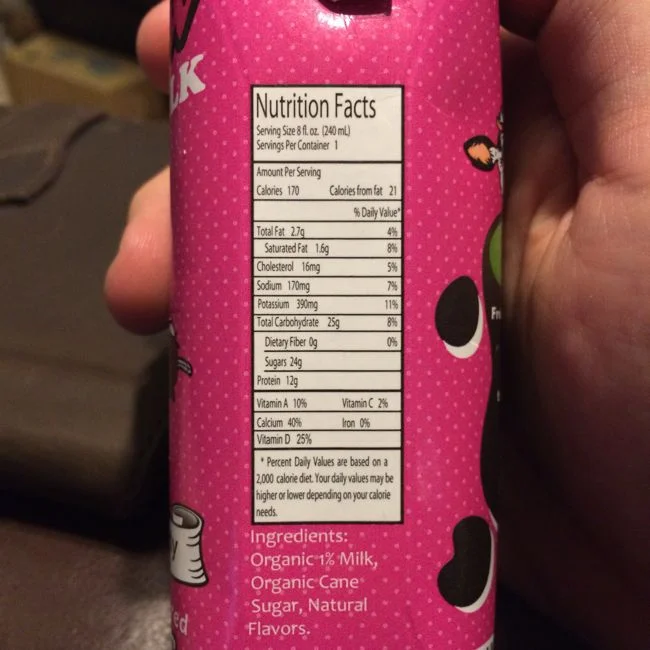 LK
Nutrition Facts
Serving Size 8 fl. oz. (240 mL)
Servings Per Container 1
Amount Per Serving
Calories 170 Calories from fat 21
% Daily Value*
Total Fat 2.7g 4%
Saturated Fat 1.6g 8%
Cholesterol 16mg 5%
Sodium 170mg 7%
Potassium 390mg 11%
Total Carbohydrate 25g 8%
Dietary Fiber 0g 0%
Sugars 24g
Protein 12g
Vitamin A 10% Vitamin C 2%
Calcium 40% Iron 0%
Vitamin D 25%
* Percent Daily Values are based on a
2,000 calorie diet. Your daily values may be
higher or lower depending on your calorie
needs.
Ingredients:
Organic 1% Milk,
Organic Cane
Sugar, Natural
Flavors.
ed